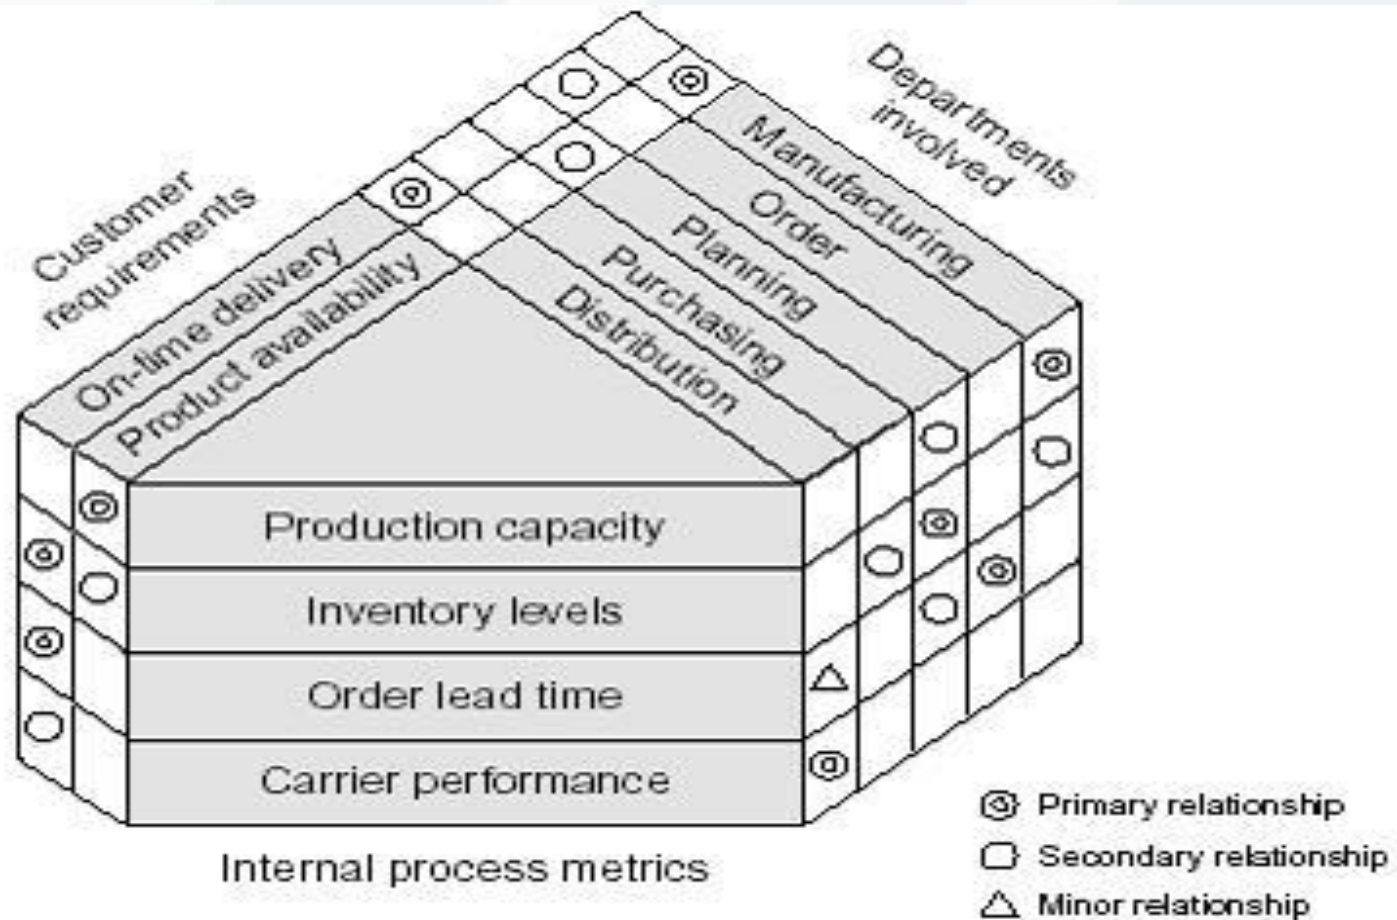 Departments
involved
Customer
requirements
Manufacturing
Order
Planning
Purchasing
Distribution
On-time delivery
Product availability
Production capacity
Inventory levels
Order lead time
Carrier performance
Internal process metrics
Primary relationship
Secondary relationship
Minor relationship